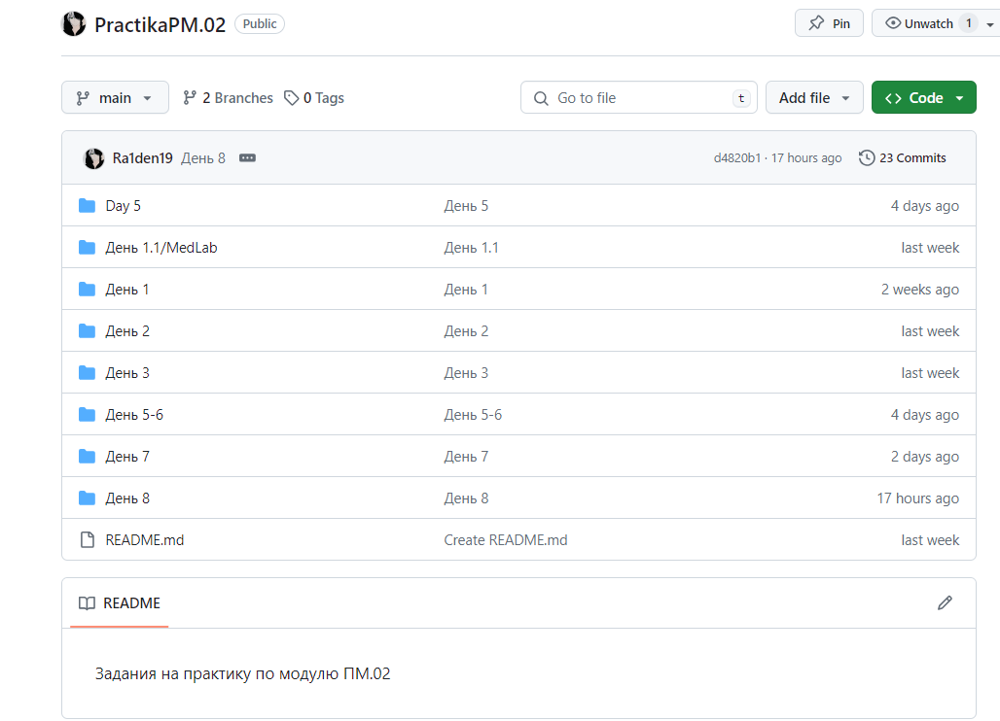 PractikaPM.02 Public Pin Unwatch 1
main 2 Branches 0 Tags Go to file t Add file Code
Ra1den19 День 8 d4820b1 · 17 hours ago 23 Commits
Day 5 День 5 4 days ago
День 1.1/MedLab День 1.1 last week
День 1 День 1 2 weeks ago
День 2 День 2 last week
День 3 День 3 last week
День 5-6 День 5-6 4 days ago
День 7 День 7 2 days ago
День 8 День 8 17 hours ago
README.md Create README.md last week
README
Задания на практику по модулю ПМ.02